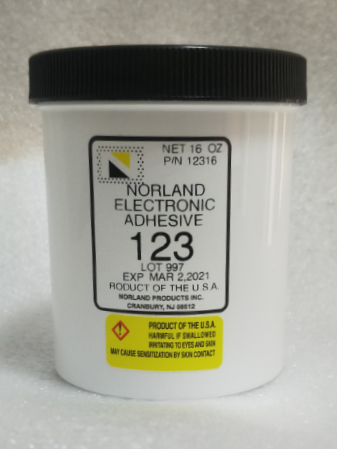 NET 16 OZ
P/N 12316
NORLAND
ELECTRONIC
ADHESIVE
123
LOT 997
EXP MAR 2,2021
RODUCT OF THE U.S.A.
NORLAND PRODUCTS INC.
CRANBURY, NJ 08512
PRODUCT OF THE U.S.A.
HARMFUL IF SWALLOWED
IRRITATING TO EYES AND SKIN
MAY CAUSE SENSITIZATION BY SKIN CONTACT